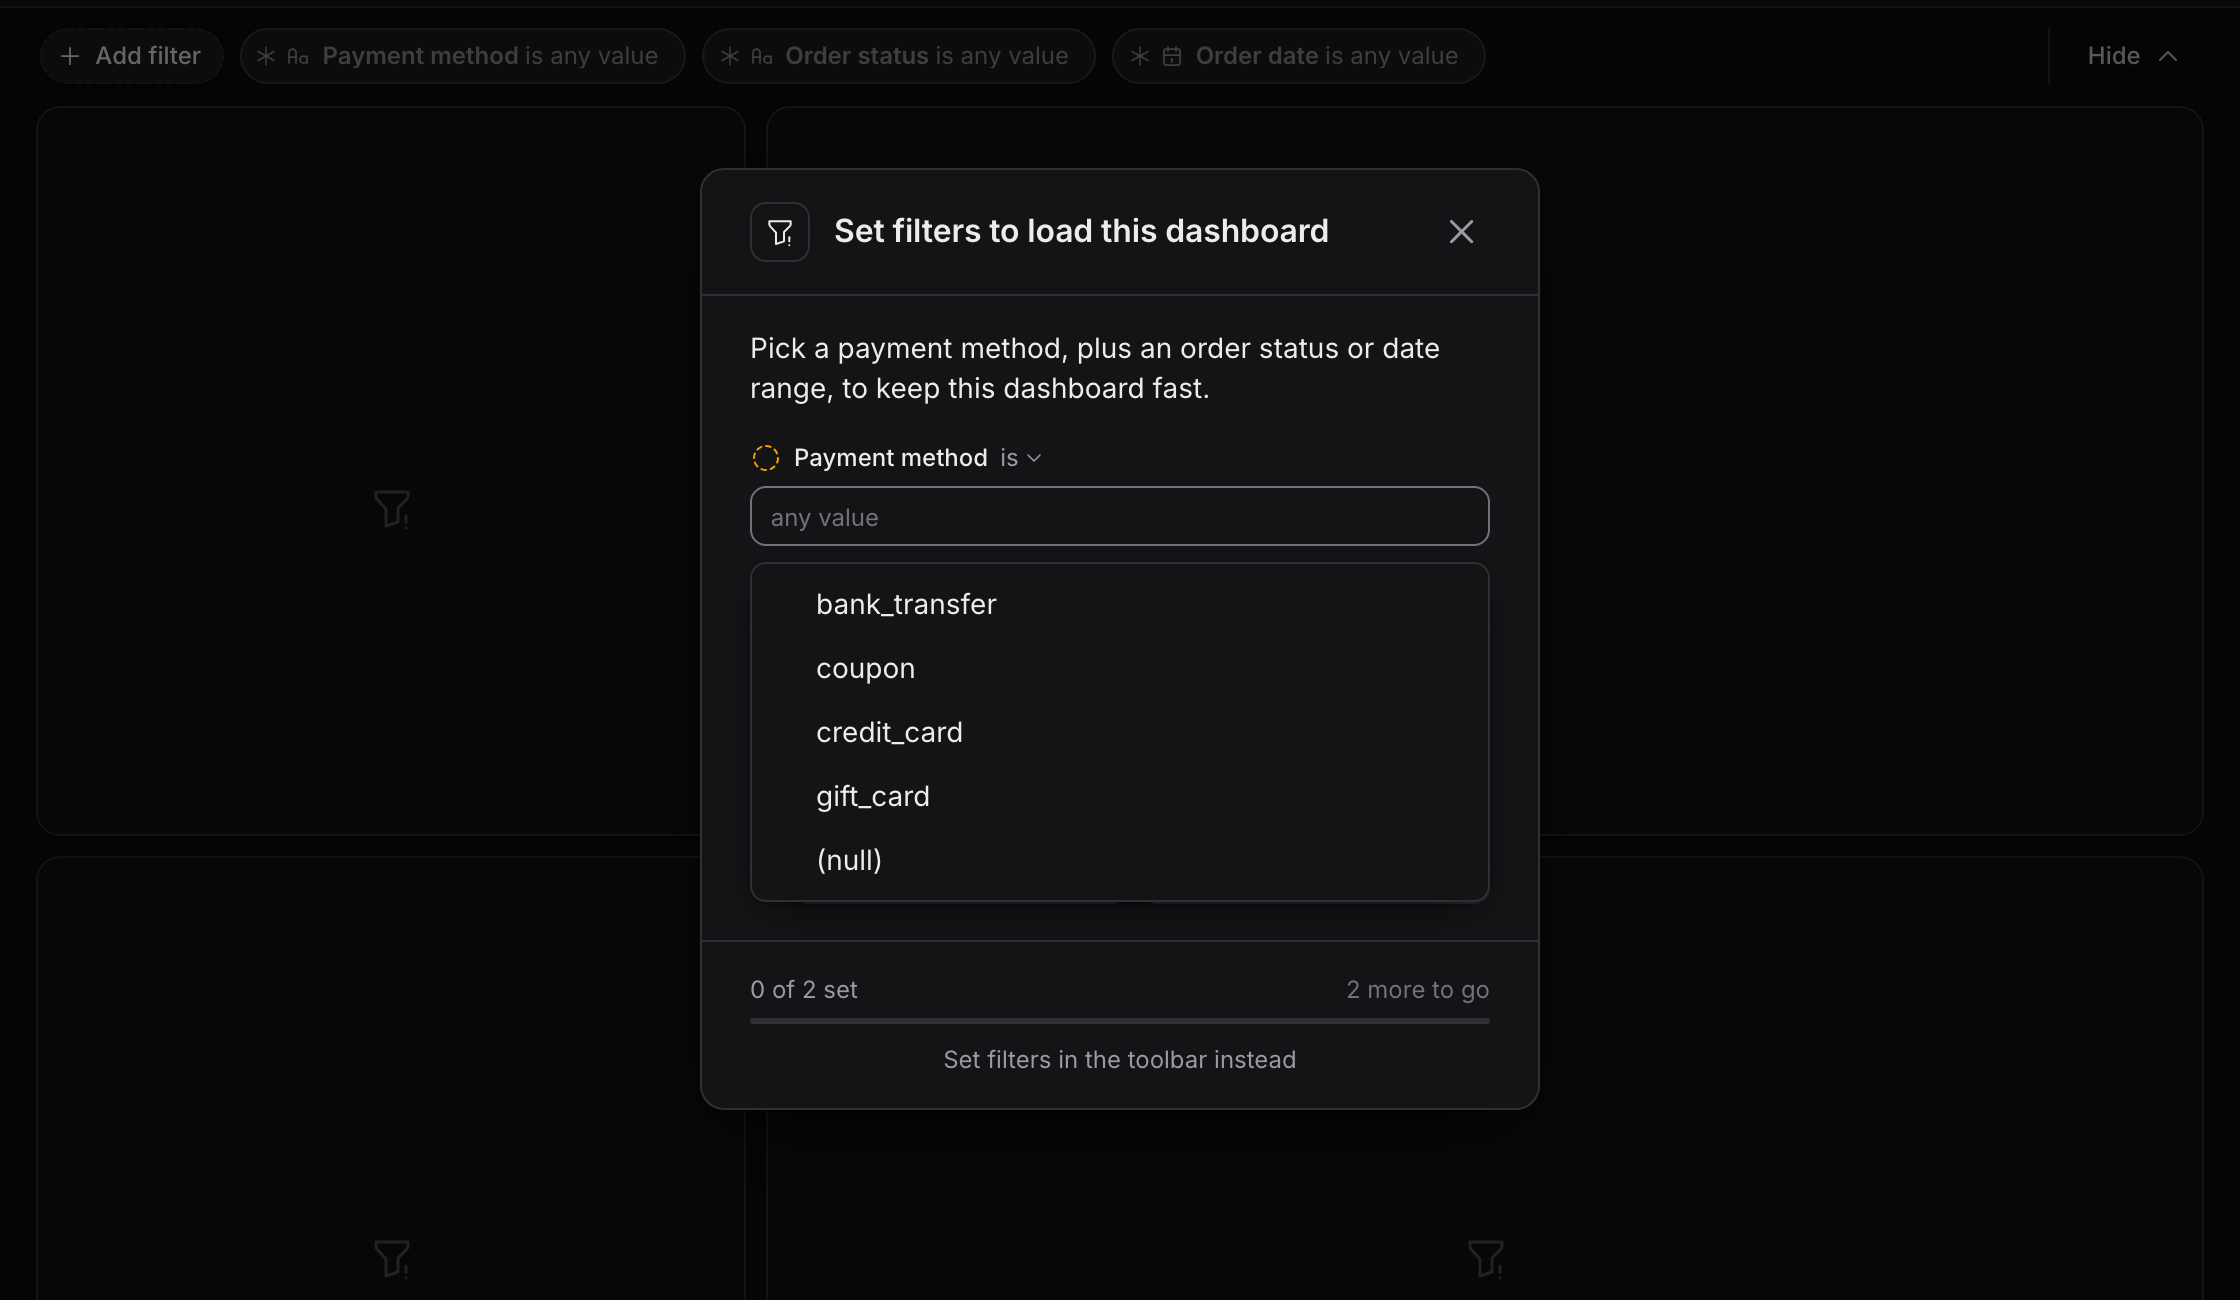 Add filter
Aa Payment method is any value
Aa Order status is any value
Order date is any value
Hide
Set filters to load this dashboard
Pick a payment method, plus an order status or date
range, to keep this dashboard fast.
Payment method is
any value
bank_transfer
coupon
credit_card
gift_card
(null)
0 of 2 set
2 more to go
Set filters in the toolbar instead